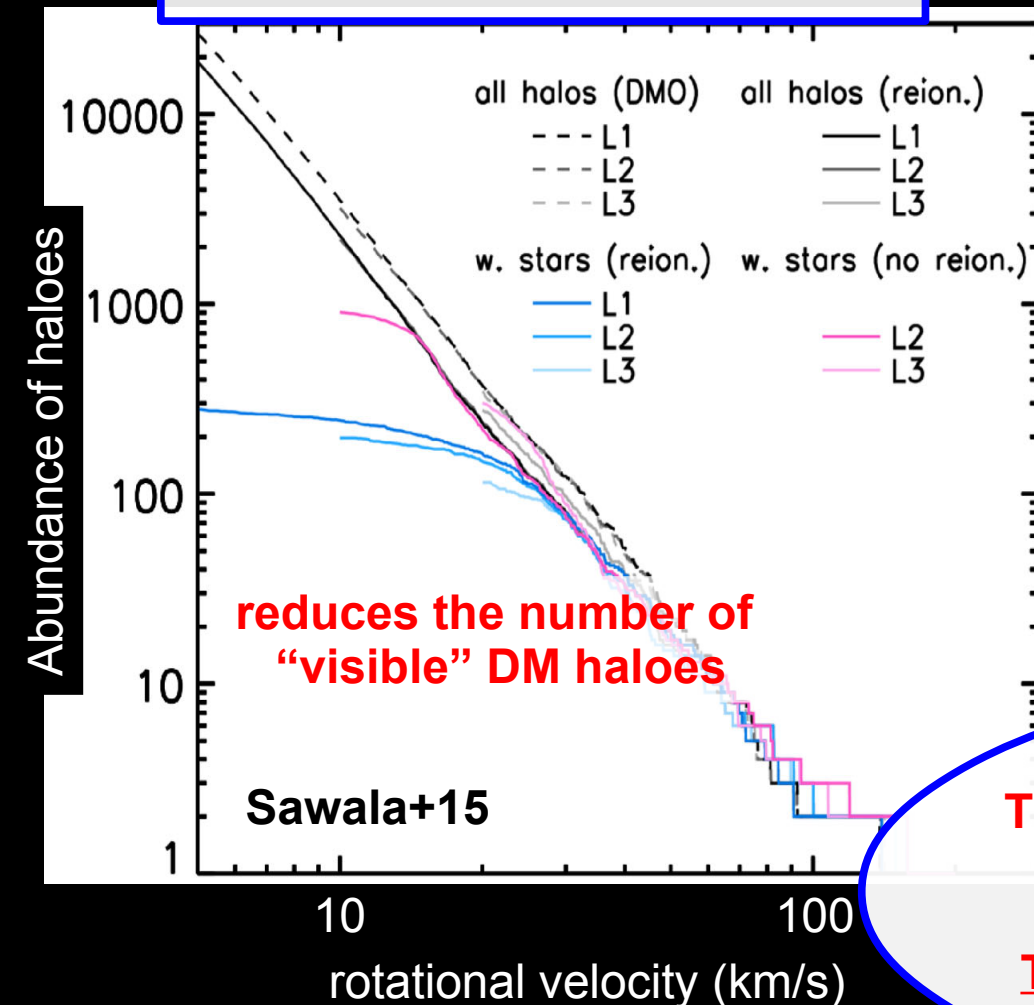 all halos (DMO) all halos (reion.)
L1 L1
L2 L2
L3 L3
w. stars (reion.) w. stars (no reion.)
L1
L2 L2
L3 L3
10000
1000
100
10
1
Abundance of haloes
reduces the number of
“visible” DM haloes
Sawala+15
10 100
rotational velocity (km/s)